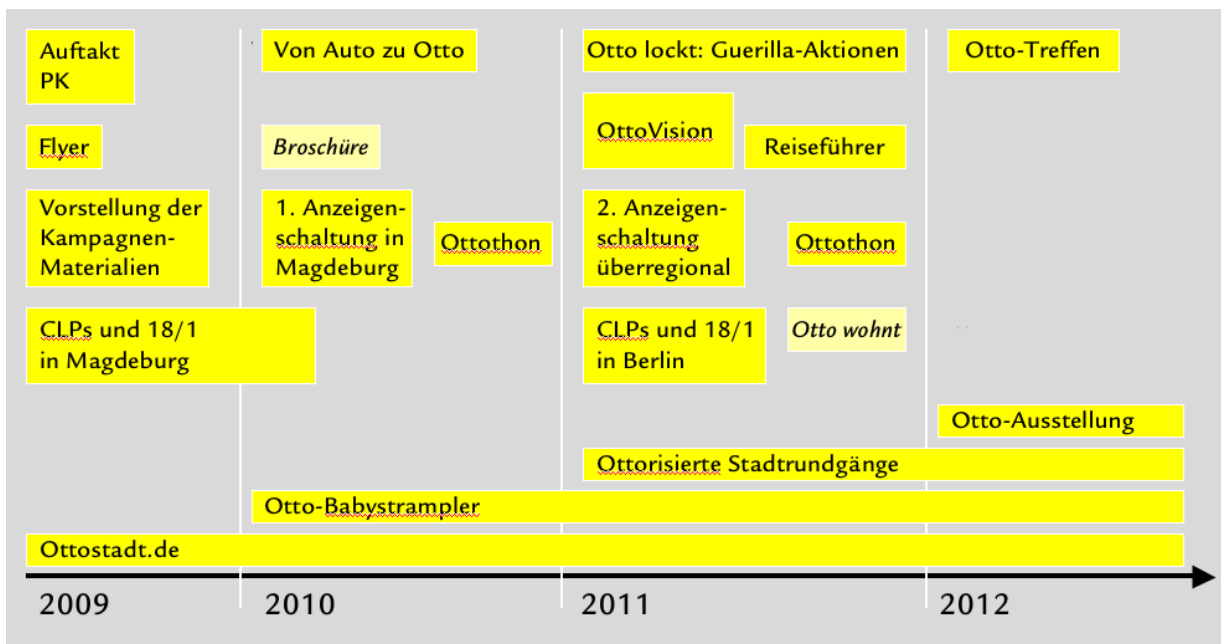 Auftakt
PK
Von Auto zu Otto
Otto lockt: Guerilla-Aktionen
Otto-Treffen
Flyer
Broschüre
OttoVision
Reiseführer
Vorstellung der
Kampagnen-
Materialien
1. Anzeigen-
schaltung in
Magdeburg
Ottothon
2. Anzeigen-
schaltung
überregional
Ottothon
CLPs und 18/1
in Magdeburg
CLPs und 18/1
in Berlin
Otto wohnt
Otto-Ausstellung
Ottorisierte Stadtrundgänge
Otto-Babystrampler
Ottostadt.de
2009
2010
2011
2012